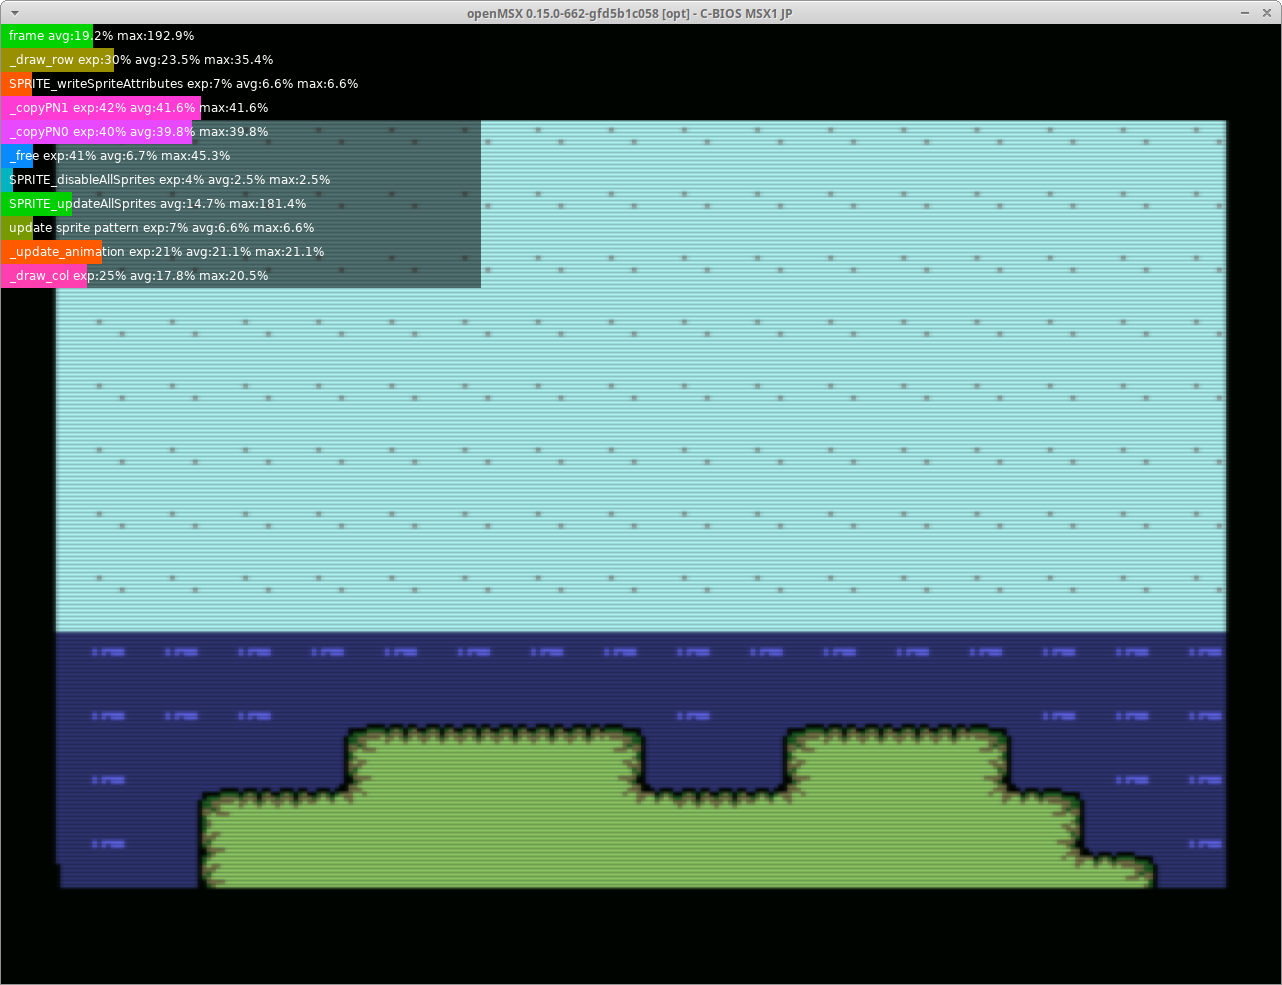 openMSX 0.15.0-662-gfd5b1c058 [opt] - C-BIOS MSX1 JP
frame avg:19.2% max:192.9%
_draw_row exp:30% avg:23.5% max:35.4%
SPRITE_writeSpriteAttributes exp:7% avg:6.6% max:6.6%
_copyPN1 exp:42% avg:41.6% max:41.6%
_copyPN0 exp:40% avg:39.8% max:39.8%
_free exp:41% avg:6.7% max:45.3%
SPRITE_disableAllSprites exp:4% avg:2.5% max:2.5%
SPRITE_updateAllSprites avg:14.7% max:181.4%
update sprite pattern exp:7% avg:6.6% max:6.6%
_update_animation exp:21% avg:21.1% max:21.1%
_draw_col exp:25% avg:17.8% max:20.5%